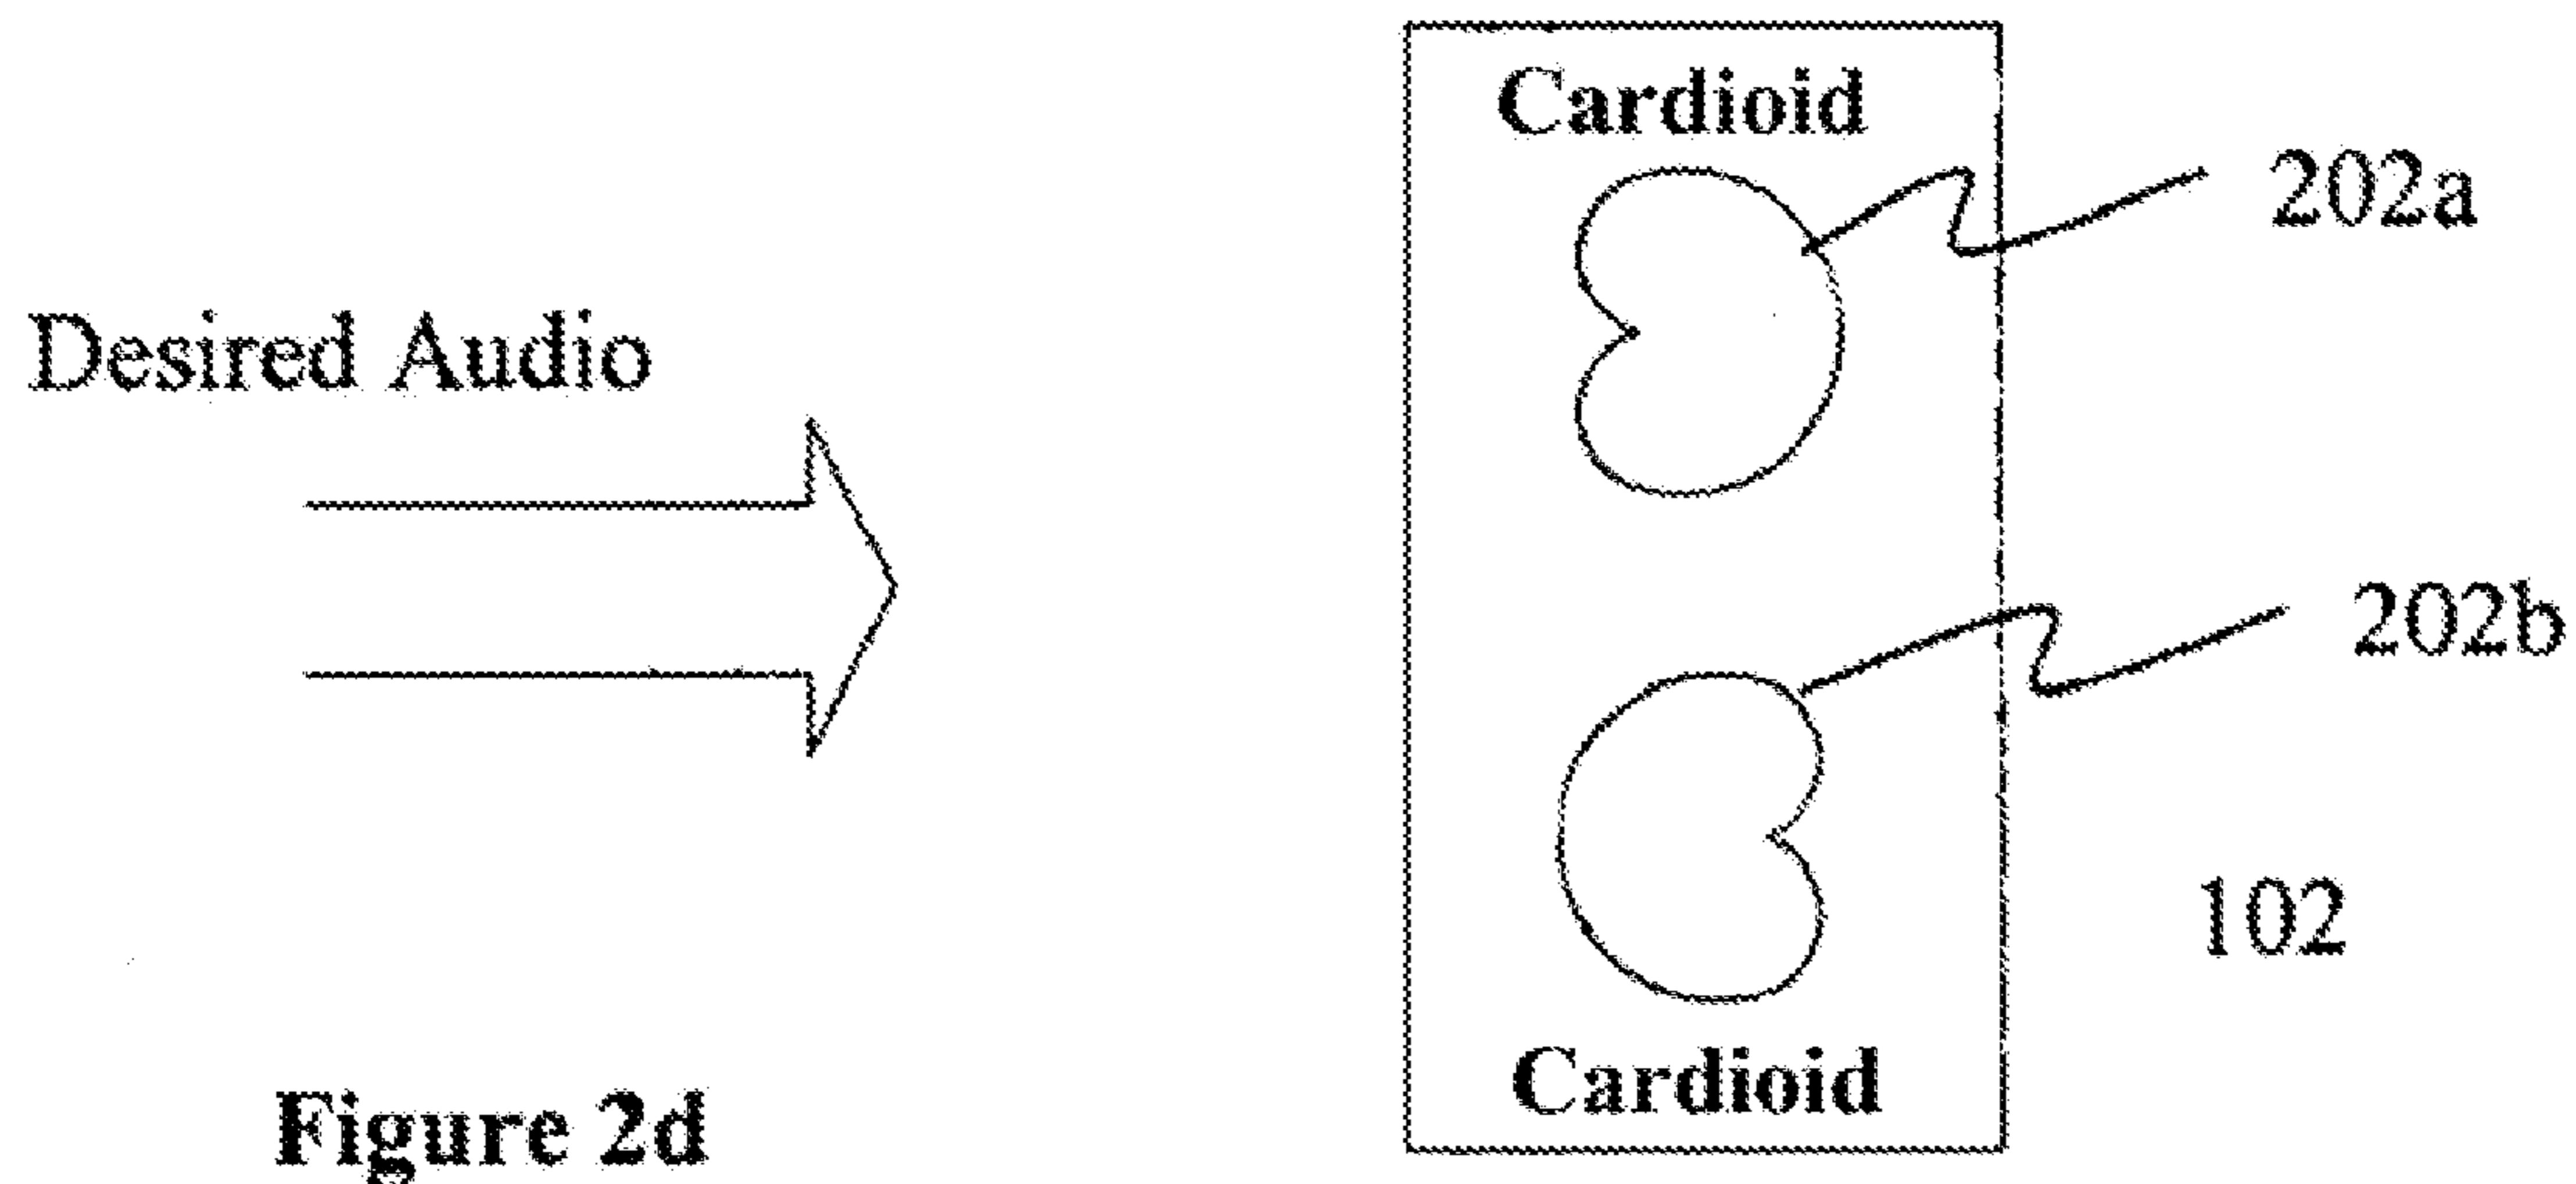 Cardioid
202a
Desired Audio
202b
102
Cardioid
Figure 2d